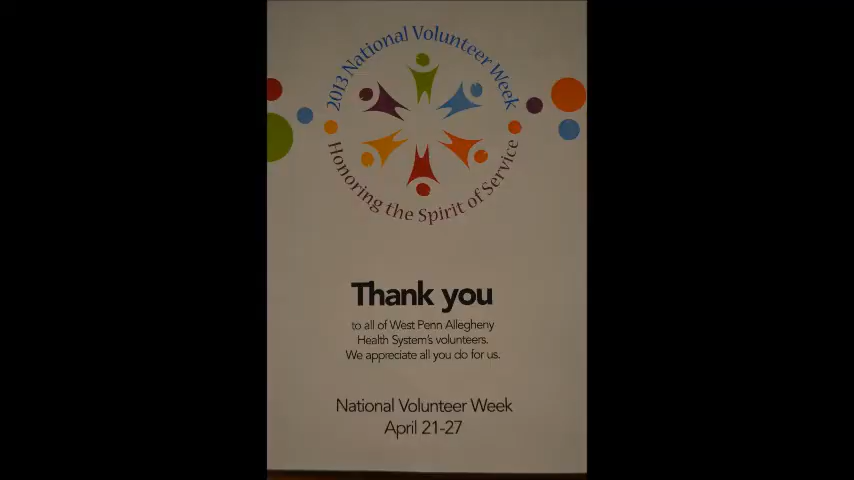 2013 National Volunteer Week
Honoring the Spirit of Service
Thank you
to all of West Penn Allegheny
Health System's volunteers.
We appreciate all you do for us.
National Volunteer Week
April 21-27